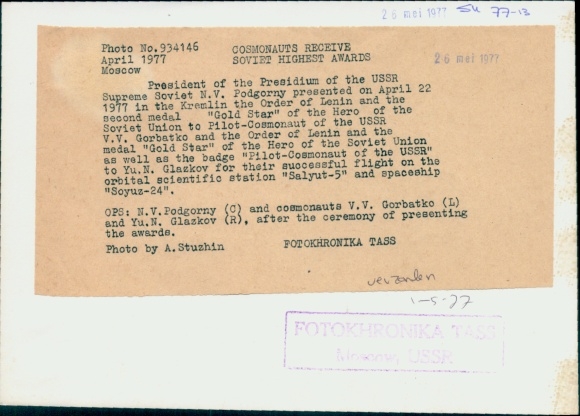 26 mei 1977 SU 77-13
Photo No. 934146 COSMONAUTS RECEIVE
April 1977 SOVIET HIGHEST AWARDS 26 mei 1977
Moscow
President of the Presidium of the USSR
Supreme Soviet N.V. Podgorny presented on April 22
1977 in the Kremlin the Order of Lenin and the
second medal "Gold Star" of the Hero of the
Soviet Union to Pilot-Cosmonaut of the USSR
V.V. Gorbatko and the Order of Lenin and the
medal "Gold Star" of the Hero of the Soviet Union
as well as the badge "Pilot-Cosmonaut of the USSR"
to Yu.N. Glazkov for their successful flight on the
orbital scientific station "Salyut-5" and spaceship
"Soyuz-24".
OPS: N.V.Podgorny (C) and cosmonauts V.V. Gorbatko (L)
and Yu.N. Glazkov (R), after the ceremony of presenting
the awards.
Photo by A.Stuzhin FOTOKHRONIKA TASS
verzonden
1-5-77
FOTOKHRONIKA TASS
Moscow, USSR